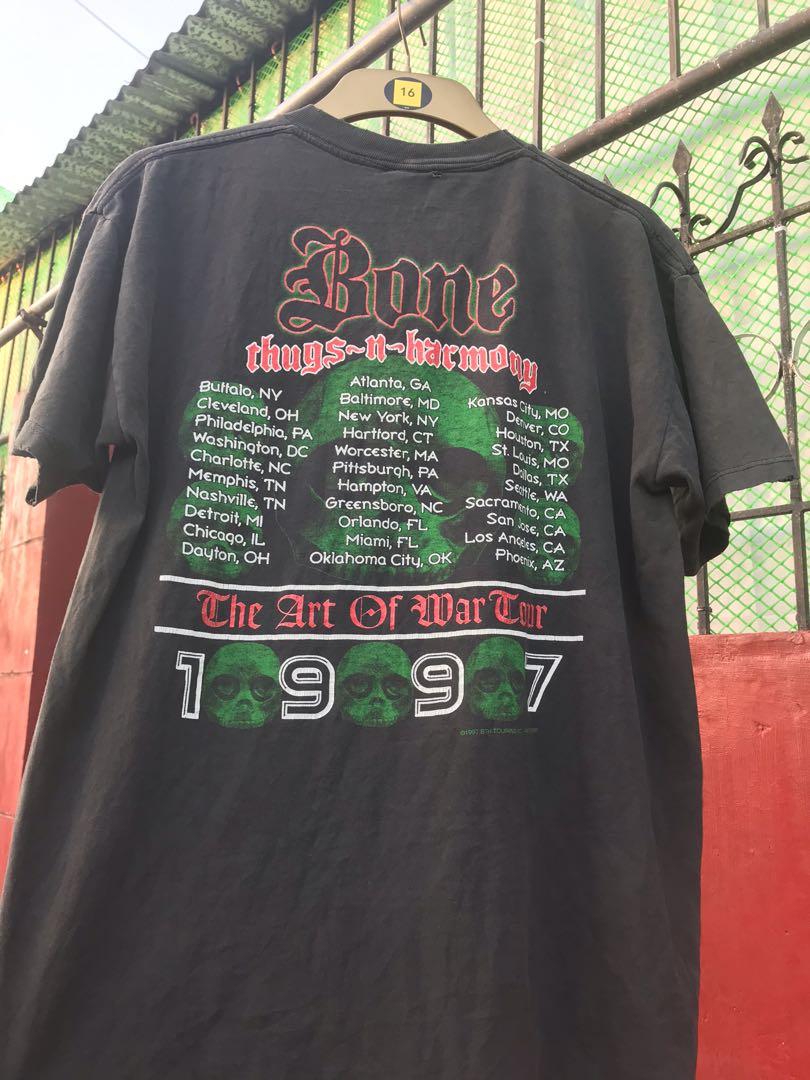 16
Bone
thugs~n~harmony
Buffalo, NY
Cleveland, OH
Philadelphia, PA
Washington, DC
Charlotte, NC
Memphis, TN
Nashville, TN
Detroit, MI
Chicago, IL
Dayton, OH
Atlanta, GA
Baltimore, MD
New York, NY
Hartford, CT
Worcester, MA
Pittsburgh, PA
Hampton, VA
Greensboro, NC
Orlando, FL
Miami, FL
Oklahoma City, OK
Kansas City, MO
Denver, CO
Houston, TX
St. Louis, MO
Dallas, TX
Seattle, WA
Sacramento, CA
San Jose, CA
Los Angeles, CA
Phoenix, AZ
The Art Of War Tour
1997
©1997 BTH TOURING